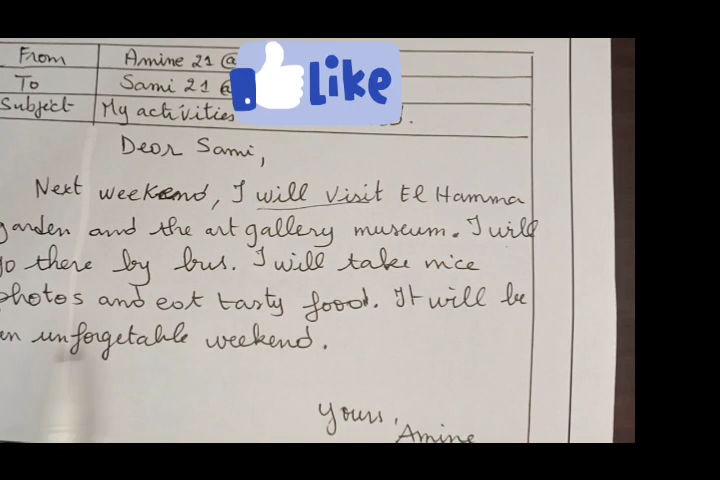 From Amine 21 @
To Sami 21 @
Like
Subject My activities
Dear Sami,
Next weekend, I will visit El Hamma
garden and the art gallery museum. I will
go there by bus. I will take nice
photos and eat tasty food. It will be
an unforgetable weekend.
Yours,
Amine